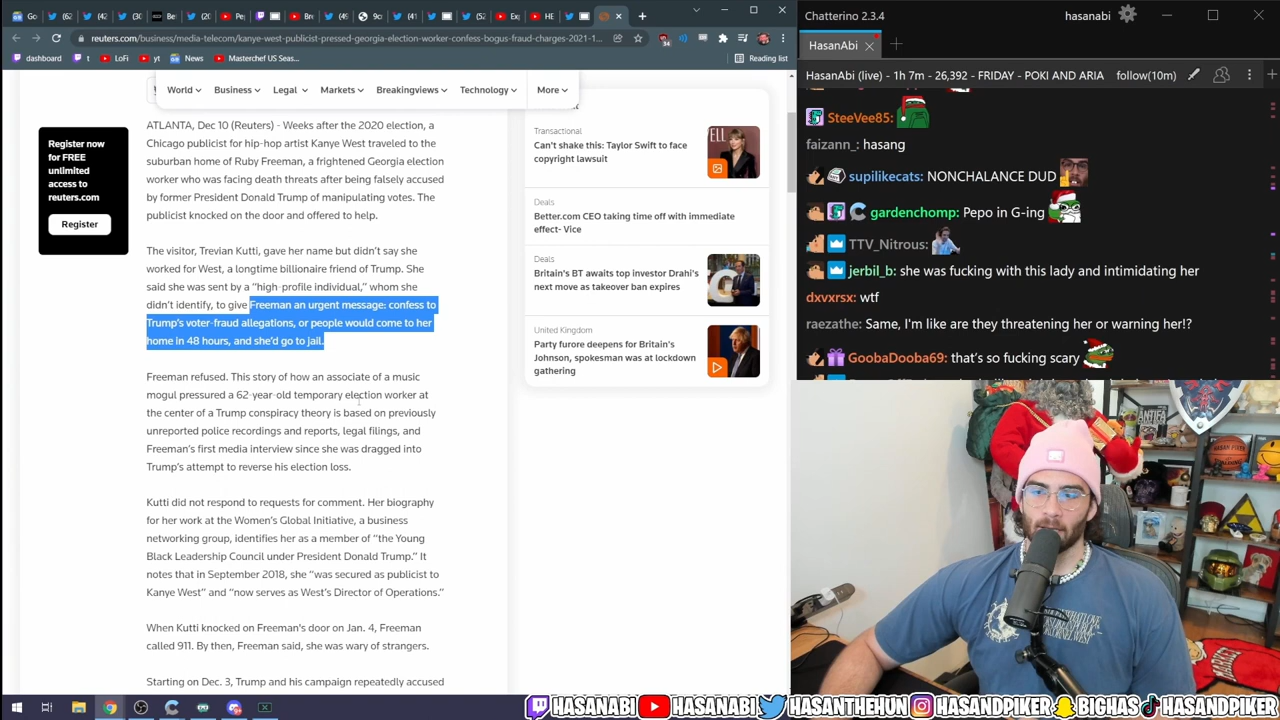 reuters.com/business/media-telecom/kanye-west-publicist-pressed-georgia-election-worker-confess-bogus-fraud-charges-2021-1...
dashboard
t
LoFi
yt
News
Masterchef US Seas...
Reading list
World
Business
Legal
Markets
Breakingviews
Technology
More
Register now
for FREE
unlimited
access to
reuters.com
Register
ATLANTA, Dec 10 (Reuters) - Weeks after the 2020 election, a
Chicago publicist for hip-hop artist Kanye West traveled to the
suburban home of Ruby Freeman, a frightened Georgia election
worker who was facing death threats after being falsely accused
by former President Donald Trump of manipulating votes. The
publicist knocked on the door and offered to help.
The visitor, Trevian Kutti, gave her name but didn't say she
worked for West, a longtime billionaire friend of Trump. She
said she was sent by a "high-profile individual," whom she
didn't identify, to give Freeman an urgent message: confess to
Trump's voter-fraud allegations, or people would come to her
home in 48 hours, and she'd go to jail.
Freeman refused. This story of how an associate of a music
mogul pressured a 62-year-old temporary election worker at
the center of a Trump conspiracy theory is based on previously
unreported police recordings and reports, legal filings, and
Freeman's first media interview since she was dragged into
Trump's attempt to reverse his election loss.
Kutti did not respond to requests for comment. Her biography
for her work at the Women's Global Initiative, a business
networking group, identifies her as a member of "the Young
Black Leadership Council under President Donald Trump." It
notes that in September 2018, she "was secured as publicist to
Kanye West" and "now serves as West's Director of Operations."
When Kutti knocked on Freeman's door on Jan. 4, Freeman
called 911. By then, Freeman said, she was wary of strangers.
Starting on Dec. 3, Trump and his campaign repeatedly accused
Transactional
Can't shake this: Taylor Swift to face
copyright lawsuit
Deals
Better.com CEO taking time off with immediate
effect- Vice
Deals
Britain's BT awaits top investor Drahi's
next move as takeover ban expires
United Kingdom
Party furore deepens for Britain's
Johnson, spokesman was at lockdown
gathering
Chatterino 2.3.4
hasanabi
HasanAbi
HasanAbi (live) - 1h 7m - 26,392 - FRIDAY - POKI AND ARIA
follow(10m)
SteeVee85:
faizann_: hasang
supilikecats: NONCHALANCE DUD
gardenchomp: Pepo in G-ing
TTV_Nitrous:
jerbil_b: she was fucking with this lady and intimidating her
dxvxrsx: wtf
raezathe: Same, I'm like are they threatening her or warning her!?
GoobaDooba69: that's so fucking scary
HASANABI
HASANABI
HASANTHEHUN
HASANDPIKER
BIGHAS
HASANDPIKER